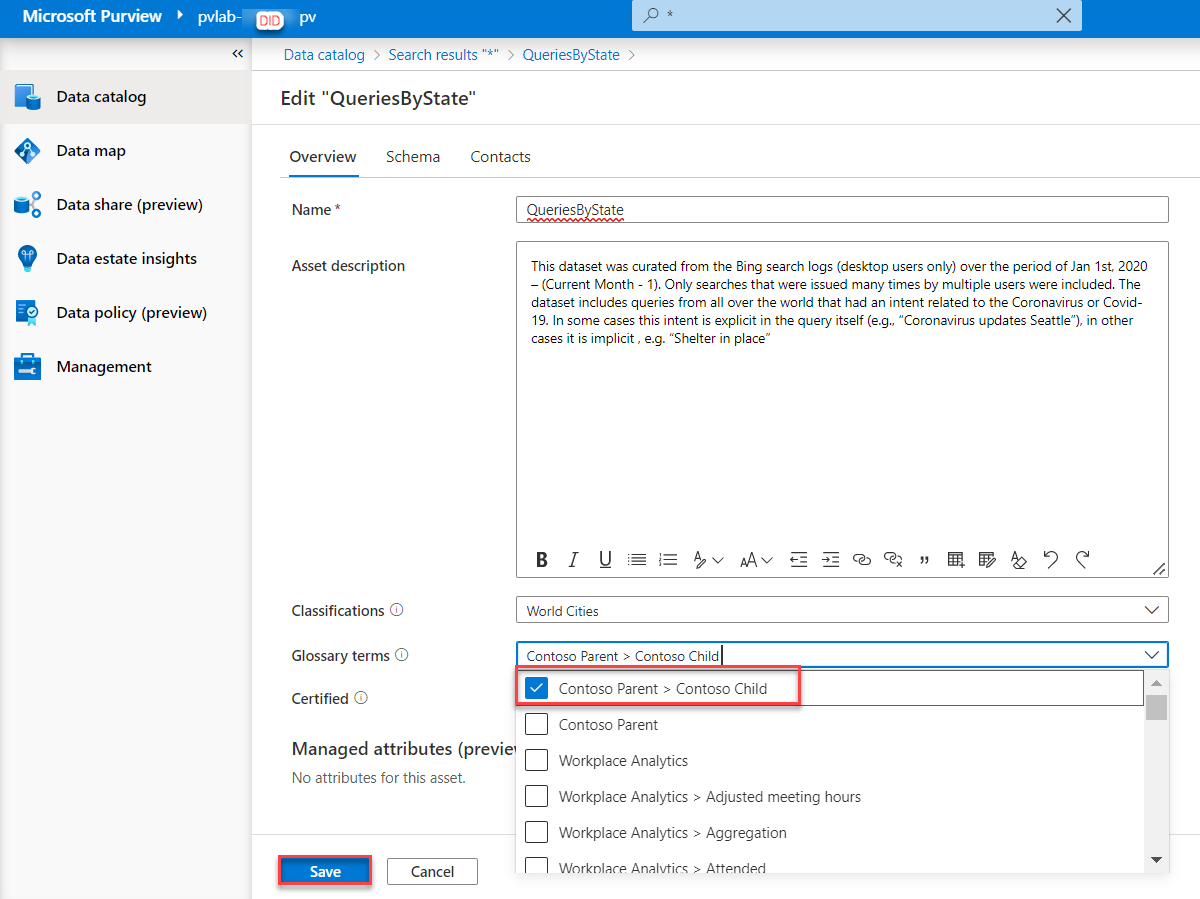 Microsoft Purview pvlab- DID pv
*
Data catalog > Search results "*" > QueriesByState >
Data catalog
Data map
Data share (preview)
Data estate insights
Data policy (preview)
Management
Edit "QueriesByState"
Overview Schema Contacts
Name *
QueriesByState
Asset description
This dataset was curated from the Bing search logs (desktop users only) over the period of Jan 1st, 2020
– (Current Month - 1). Only searches that were issued many times by multiple users were included. The
dataset includes queries from all over the world that had an intent related to the Coronavirus or Covid-
19. In some cases this intent is explicit in the query itself (e.g., “Coronavirus updates Seattle”), in other
cases it is implicit , e.g. “Shelter in place”
B I U
Classifications
World Cities
Glossary terms
Contoso Parent > Contoso Child
Contoso Parent > Contoso Child
Contoso Parent
Workplace Analytics
Workplace Analytics > Adjusted meeting hours
Workplace Analytics > Aggregation
Workplace Analytics > Attended
Certified
Managed attributes (preview
No attributes for this asset.
Save Cancel